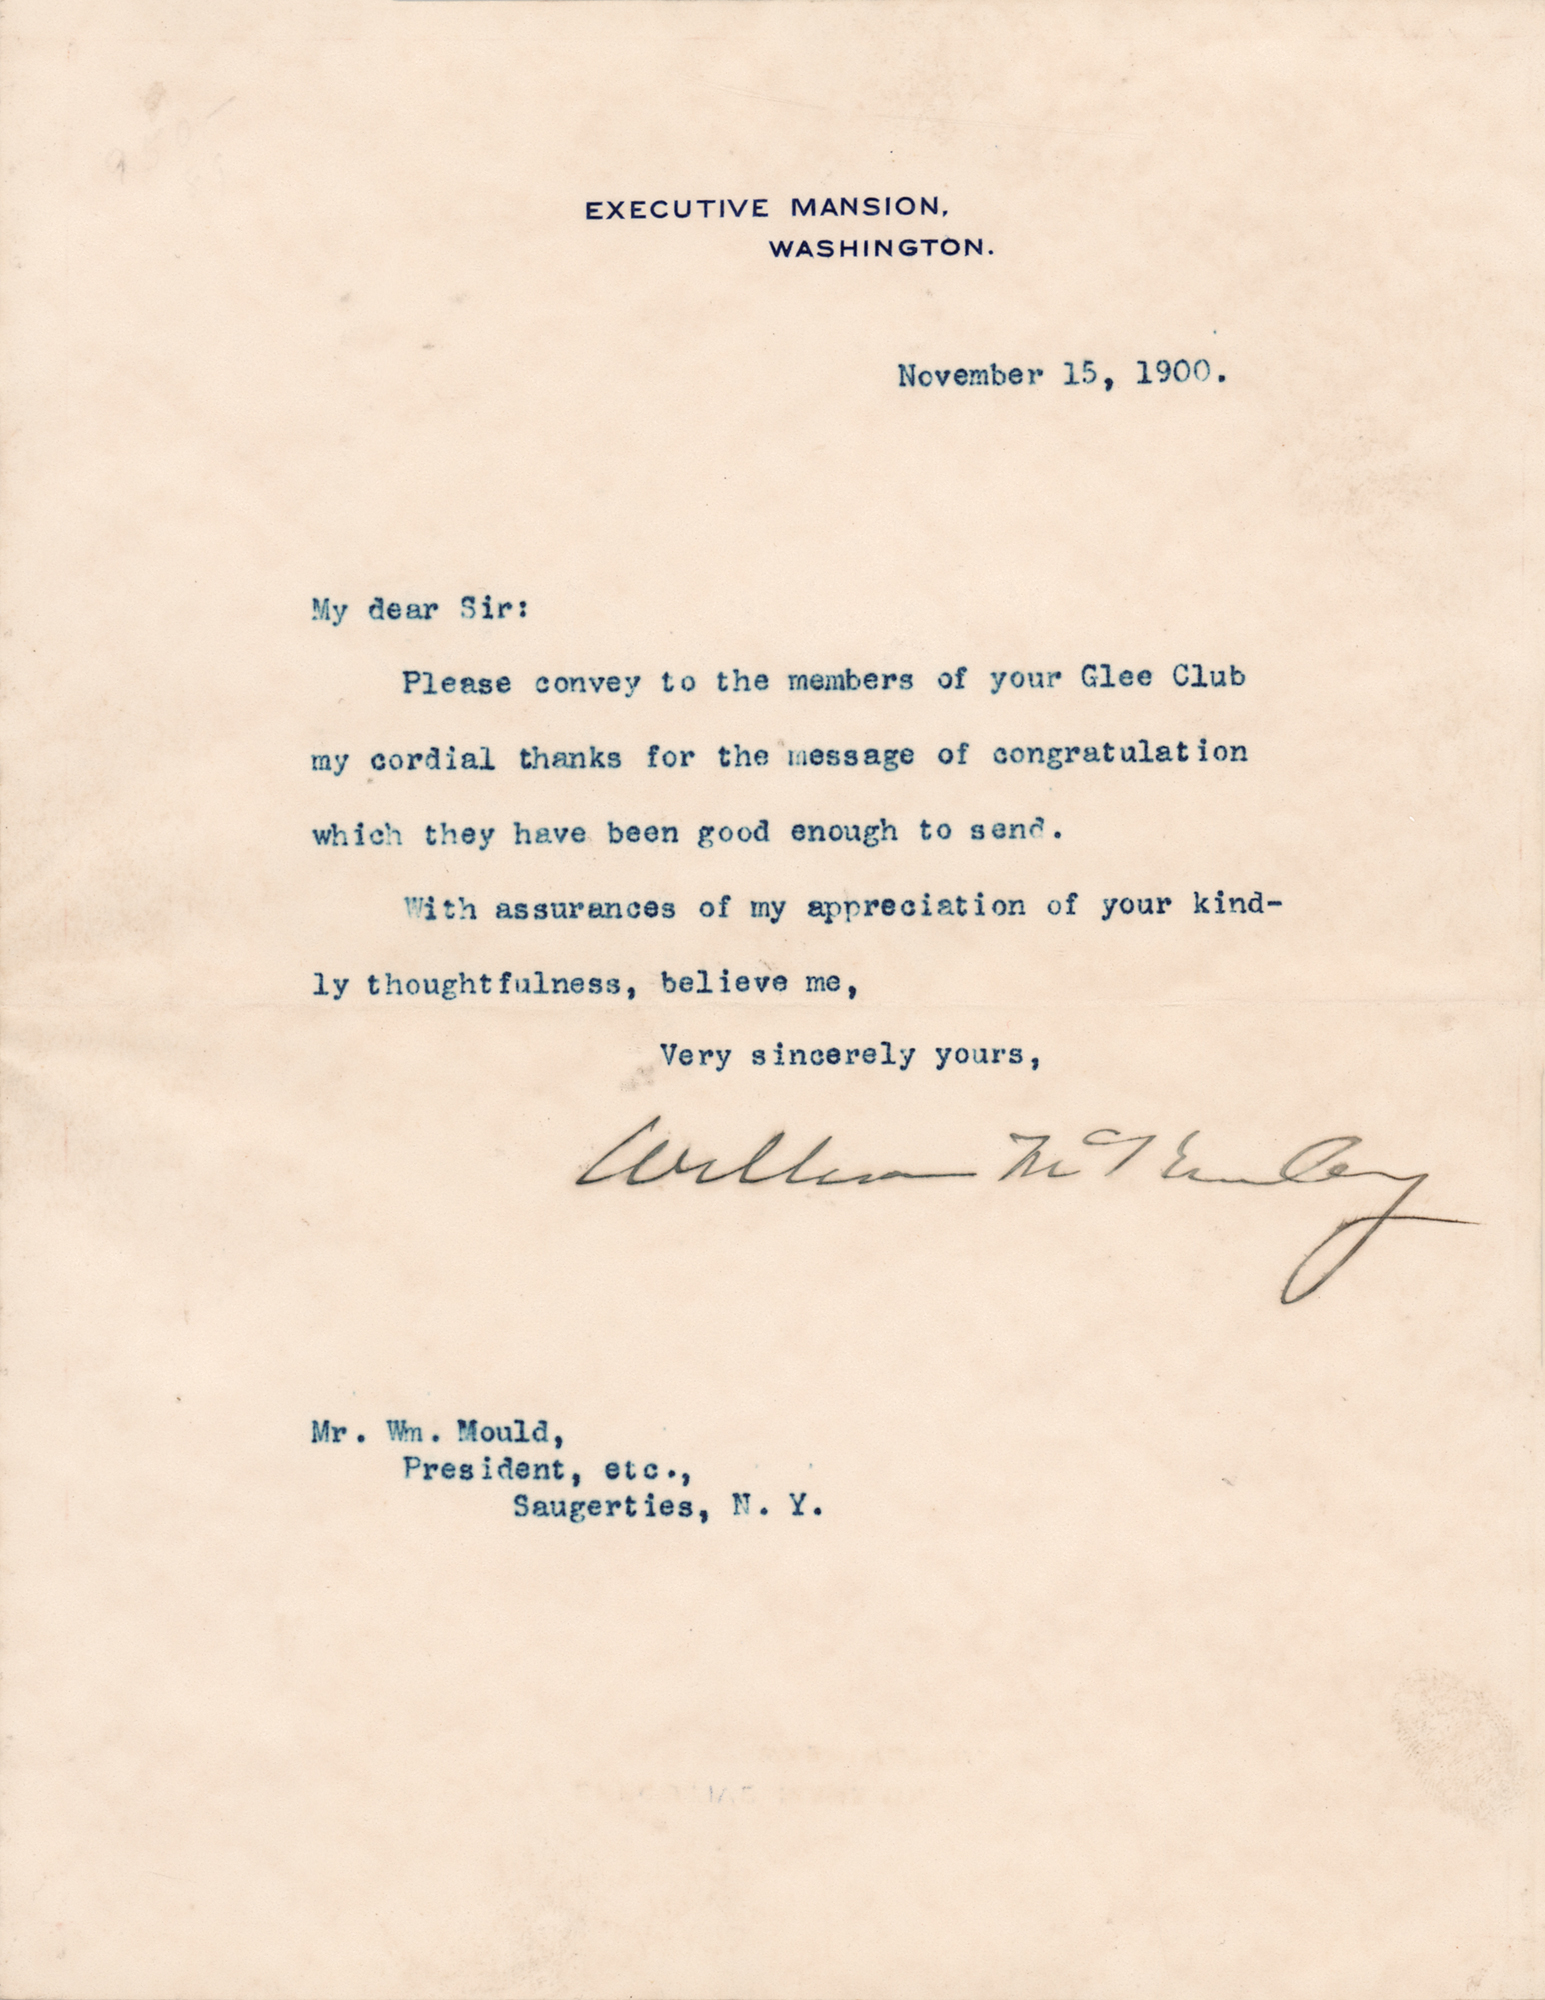 EXECUTIVE MANSION,
WASHINGTON.
November 15, 1900.
My dear Sir:
Please convey to the members of your Glee Club
my cordial thanks for the message of congratulation
which they have been good enough to send.
With assurances of my appreciation of your kind-
ly thoughtfulness, believe me,
Very sincerely yours,
William McKinley
Mr. Wm. Mould,
President, etc.,
Saugerties, N. Y.